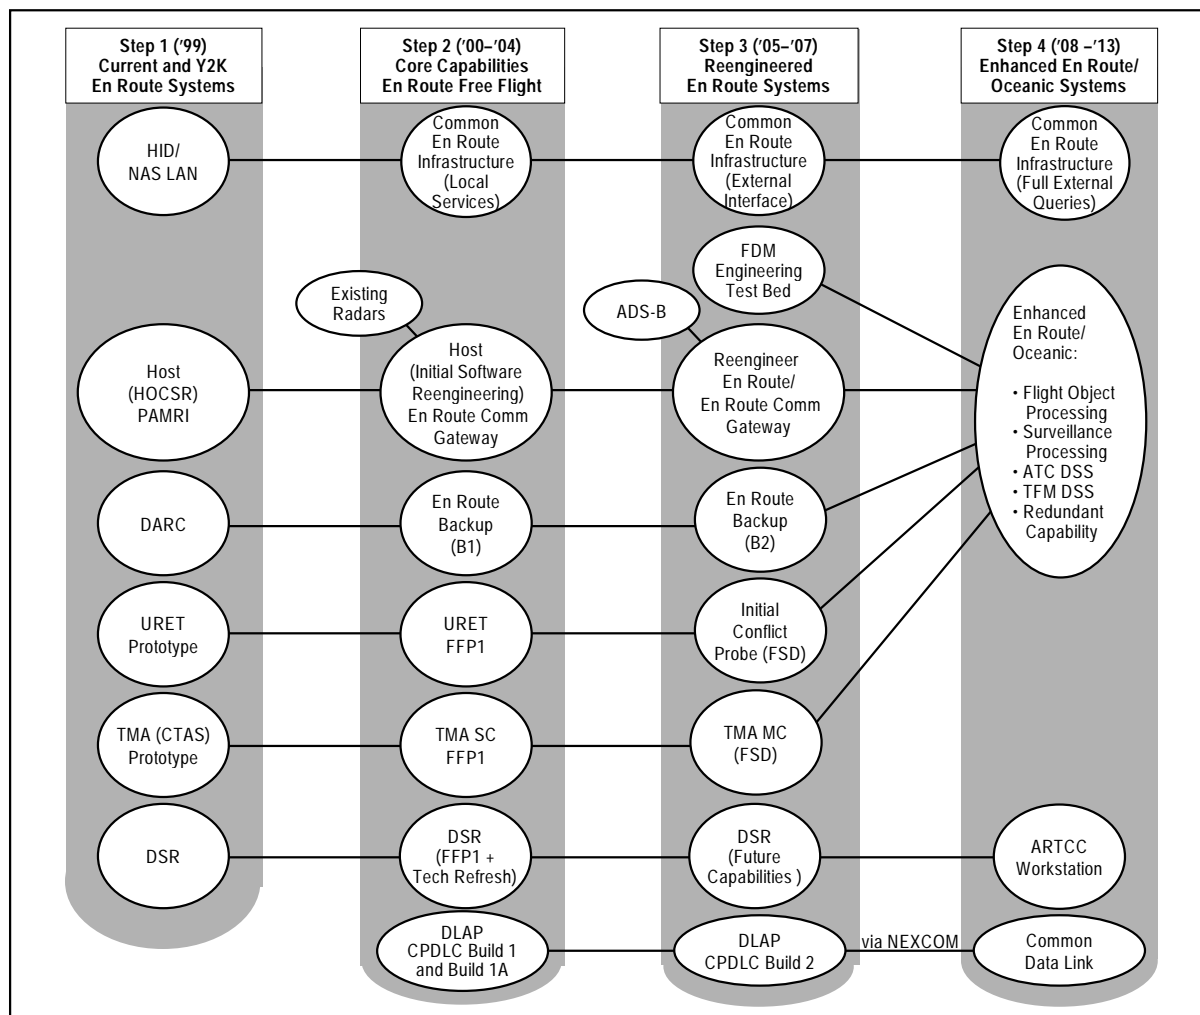 Step 1 (’99)
Current and Y2K
En Route Systems
Step 2 (’00–’04)
Core Capabilities
En Route Free Flight
Step 3 (’05–’07)
Reengineered
En Route Systems
Step 4 (’08 –’13)
Enhanced En Route/
Oceanic Systems
HID/
NAS LAN
Common
En Route
Infrastructure
(Local
Services)
Common
En Route
Infrastructure
(External
Interface)
Common
En Route
Infrastructure
(Full External
Queries)
Existing
Radars
ADS-B
FDM
Engineering
Test Bed
Host
(HOCSR)
PAMRI
Host
(Initial Software
Reengineering)
En Route Comm
Gateway
Reengineer
En Route/
En Route Comm
Gateway
Enhanced
En Route/
Oceanic:
• Flight Object
Processing
• Surveillance
Processing
• ATC DSS
• TFM DSS
• Redundant
Capability
DARC
En Route
Backup
(B1)
En Route
Backup
(B2)
URET
Prototype
URET
FFP1
Initial
Conflict
Probe (FSD)
TMA (CTAS)
Prototype
TMA SC
FFP1
TMA MC
(FSD)
DSR
DSR
(FFP1 +
Tech Refresh)
DSR
(Future
Capabilities )
ARTCC
Workstation
DLAP
CPDLC Build 1
and Build 1A
DLAP
CPDLC Build 2
via NEXCOM
Common
Data Link